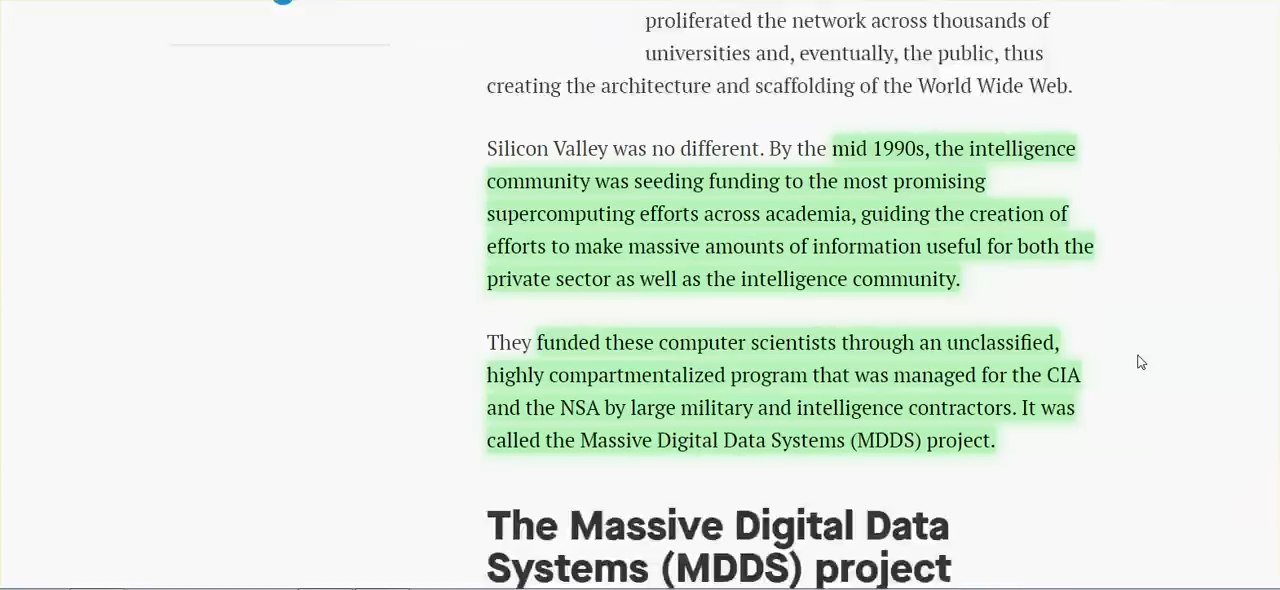 proliferated the network across thousands of
universities and, eventually, the public, thus
creating the architecture and scaffolding of the World Wide Web.
Silicon Valley was no different. By the mid 1990s, the intelligence
community was seeding funding to the most promising
supercomputing efforts across academia, guiding the creation of
efforts to make massive amounts of information useful for both the
private sector as well as the intelligence community.
They funded these computer scientists through an unclassified,
highly compartmentalized program that was managed for the CIA
and the NSA by large military and intelligence contractors. It was
called the Massive Digital Data Systems (MDDS) project.
The Massive Digital Data
Systems (MDDS) project